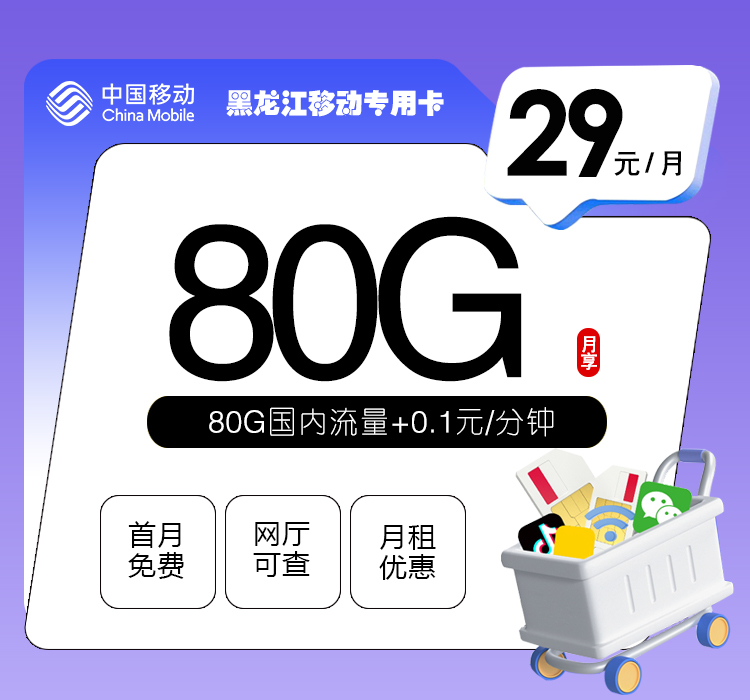 中国移动
China Mobile
黑龙江移动专用卡
29元/月
80G
月享
80G国内流量+0.1元/分钟
首月
免费
网厅
可查
月租
优惠